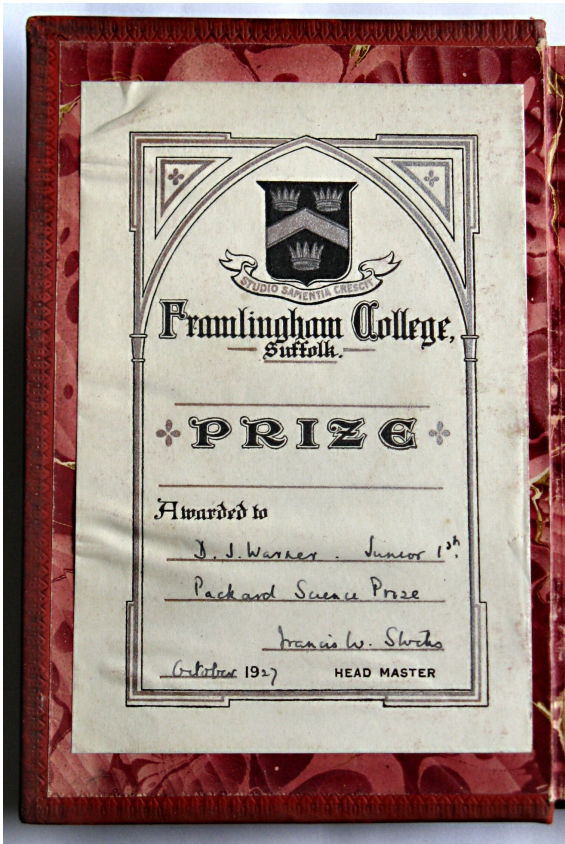 STUDIO SAPIENTIA CRESCIT
Framlingham College,
Suffolk.
PRIZE
Awarded to
D. J. Warner. Junior 1st.
Packard Science Prize
Francis W. Stocks
October 1927 HEAD MASTER